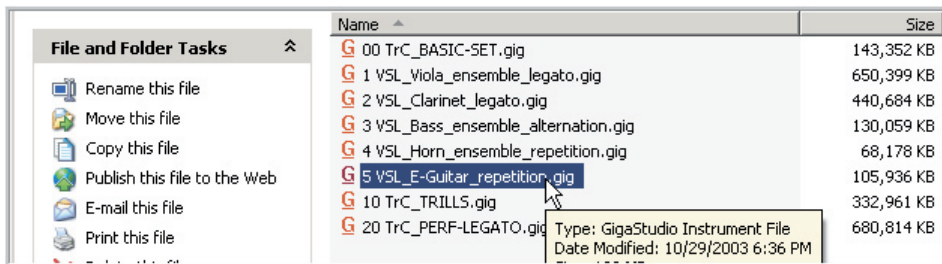 Name Size
File and Folder Tasks
Rename this file
Move this file
Copy this file
Publish this file to the Web
E-mail this file
Print this file
00 TrC_BASIC-SET.gig 143,352 KB
1 VSL_Viola_ensemble_legato.gig 650,399 KB
2 VSL_Clarinet_legato.gig 440,684 KB
3 VSL_Bass_ensemble_alternation.gig 130,059 KB
4 VSL_Horn_ensemble_repetition.gig 68,178 KB
5 VSL_E-Guitar_repetition.gig 105,936 KB
10 TrC_TRILLS.gig 332,961 KB
20 TrC_PERF-LEGATO.gig 680,814 KB
Type: GigaStudio Instrument File
Date Modified: 10/29/2003 6:36 PM